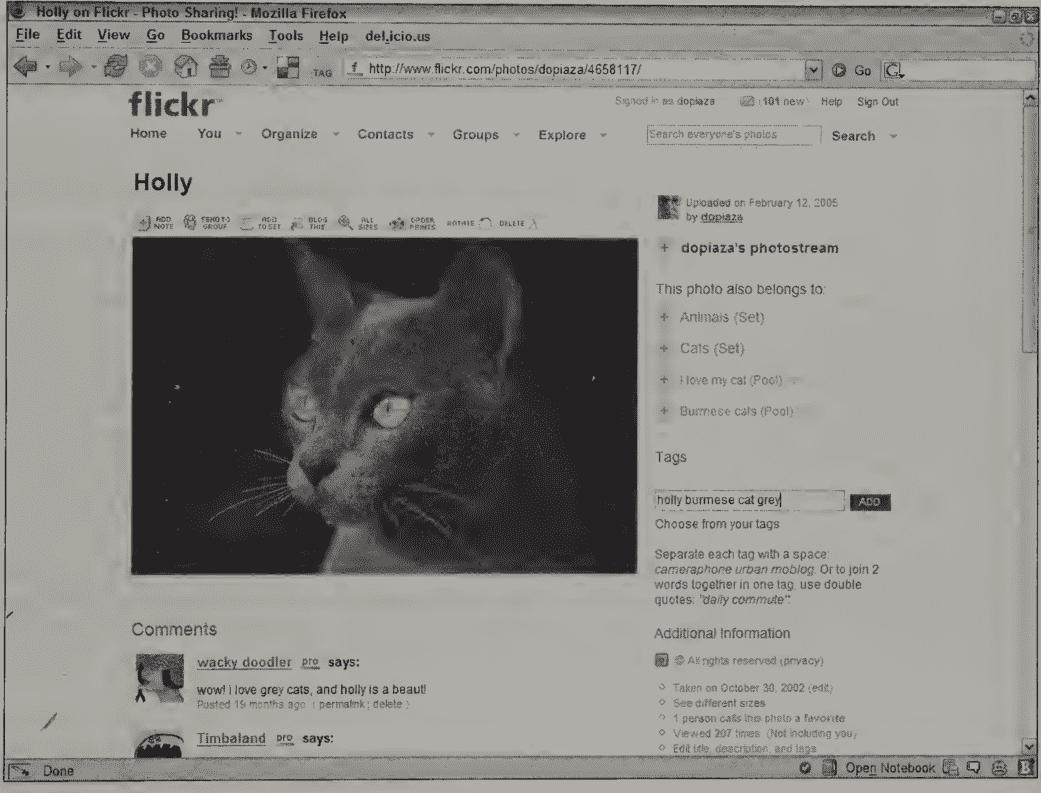 Holly on Flickr - Photo Sharing! - Mozilla Firefox
File Edit View Go Bookmarks Tools Help del.icio.us
TAG f http://www.flickr.com/photos/dopiaza/4658117/ Go G
flickr
Signed in as dopiaza 101 new Help Sign Out
Home You Organize Contacts Groups Explore Search everyone's photos Search
Holly
ADD NOTE SEND TO GROUP ADD TO SET BLOG THIS ALL SIZES ORDER PRINTS ROTATE DELETE
Uploaded on February 12, 2005
by dopiaza
+ dopiaza's photostream
This photo also belongs to:
+ Animals (Set)
+ Cats (Set)
+ I love my cat (Pool)
+ Burmese cats (Pool)
Tags
holly burmese cat grey ADD
Choose from your tags
Separate each tag with a space:
cameraphone urban moblog. Or to join 2
words together in one tag, use double
quotes: "daily commute".
Comments
wacky doodler pro says:
wow! i love grey cats, and holly is a beaut!
Posted 19 months ago. ( permalink | delete )
Timbaland pro says:
Additional Information
© All rights reserved (privacy)
Taken on October 30, 2002 (edit)
See different sizes
1 person calls this photo a favorite
Viewed 207 times (Not including you)
Edit title, description, and tags
Done Open Notebook